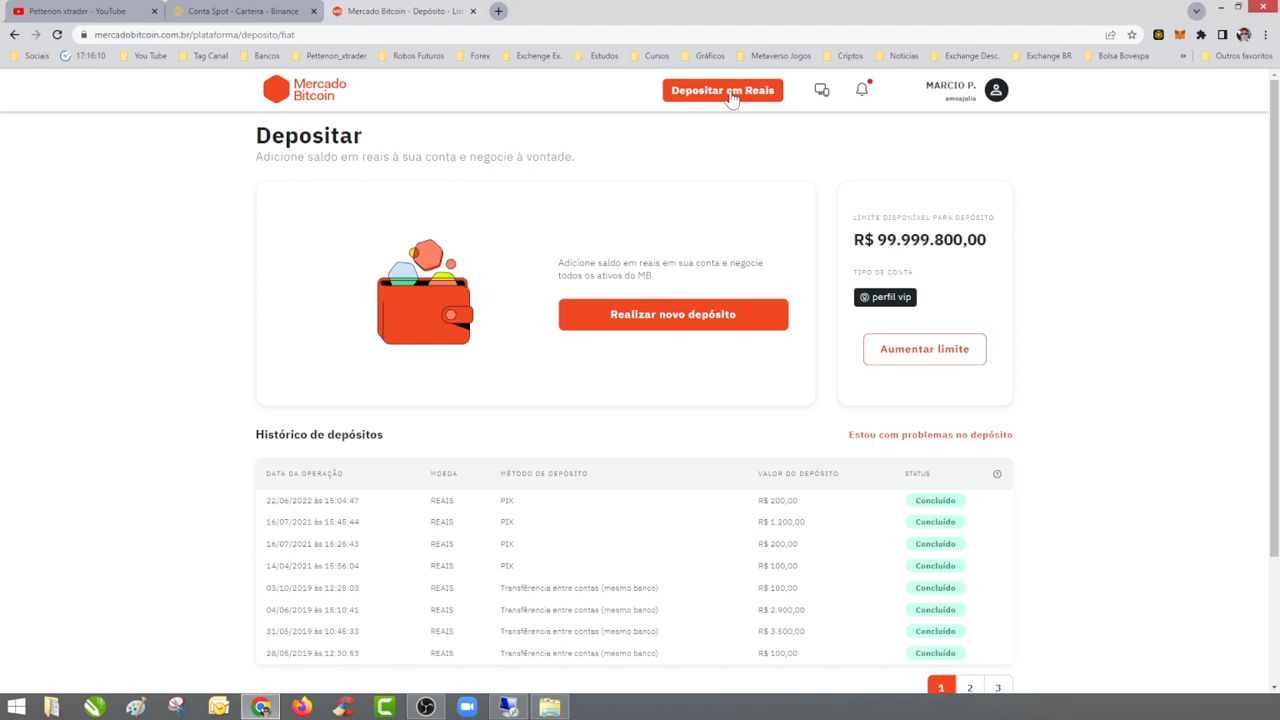 Pettenon xtrader - YouTube
Conta Spot - Carteira - Binance
Mercado Bitcoin - Depósito - List
mercadobitcoin.com.br/plataforma/deposito/fiat
Sociais 17:16:10 You Tube Tag Canal Bancos Pettenon_xtrader Robos Futuros Forex Exchange Ex. Estudos Cursos Gráficos Metaverso Jogos Criptos Noticias Exchange Desc. Exchange BR Bolsa Bovespa » Outros favoritos
Mercado
Bitcoin
Depositar em Reais
MARCIO P.
amoejulia
Depositar
Adicione saldo em reais à sua conta e negocie à vontade.
Adicione saldo em reais em sua conta e negocie
todos os ativos do MB.
Realizar novo depósito
LIMITE DISPONÍVEL PARA DEPÓSITO
R$ 99.999.800,00
TIPO DE CONTA
perfil vip
Aumentar limite
Histórico de depósitos
Estou com problemas no depósito
DATA DA OPERAÇÃO MOEDA MÉTODO DE DEPÓSITO VALOR DO DEPÓSITO STATUS
22/06/2022 às 15:04:47 REAIS PIX R$ 200,00 Concluído
16/07/2021 às 15:45:44 REAIS PIX R$ 1.200,00 Concluído
16/07/2021 às 15:25:43 REAIS PIX R$ 200,00 Concluído
14/04/2021 às 15:56:04 REAIS PIX R$ 100,00 Concluído
03/10/2019 às 12:25:03 REAIS Transfêrencia entre contas (mesmo banco) R$ 100,00 Concluído
04/06/2019 às 15:10:41 REAIS Transfêrencia entre contas (mesmo banco) R$ 2.900,00 Concluído
31/05/2019 às 10:45:33 REAIS Transfêrencia entre contas (mesmo banco) R$ 3.500,00 Concluído
28/05/2019 às 12:30:53 REAIS Transfêrencia entre contas (mesmo banco) R$ 100,00 Concluído
1 2 3